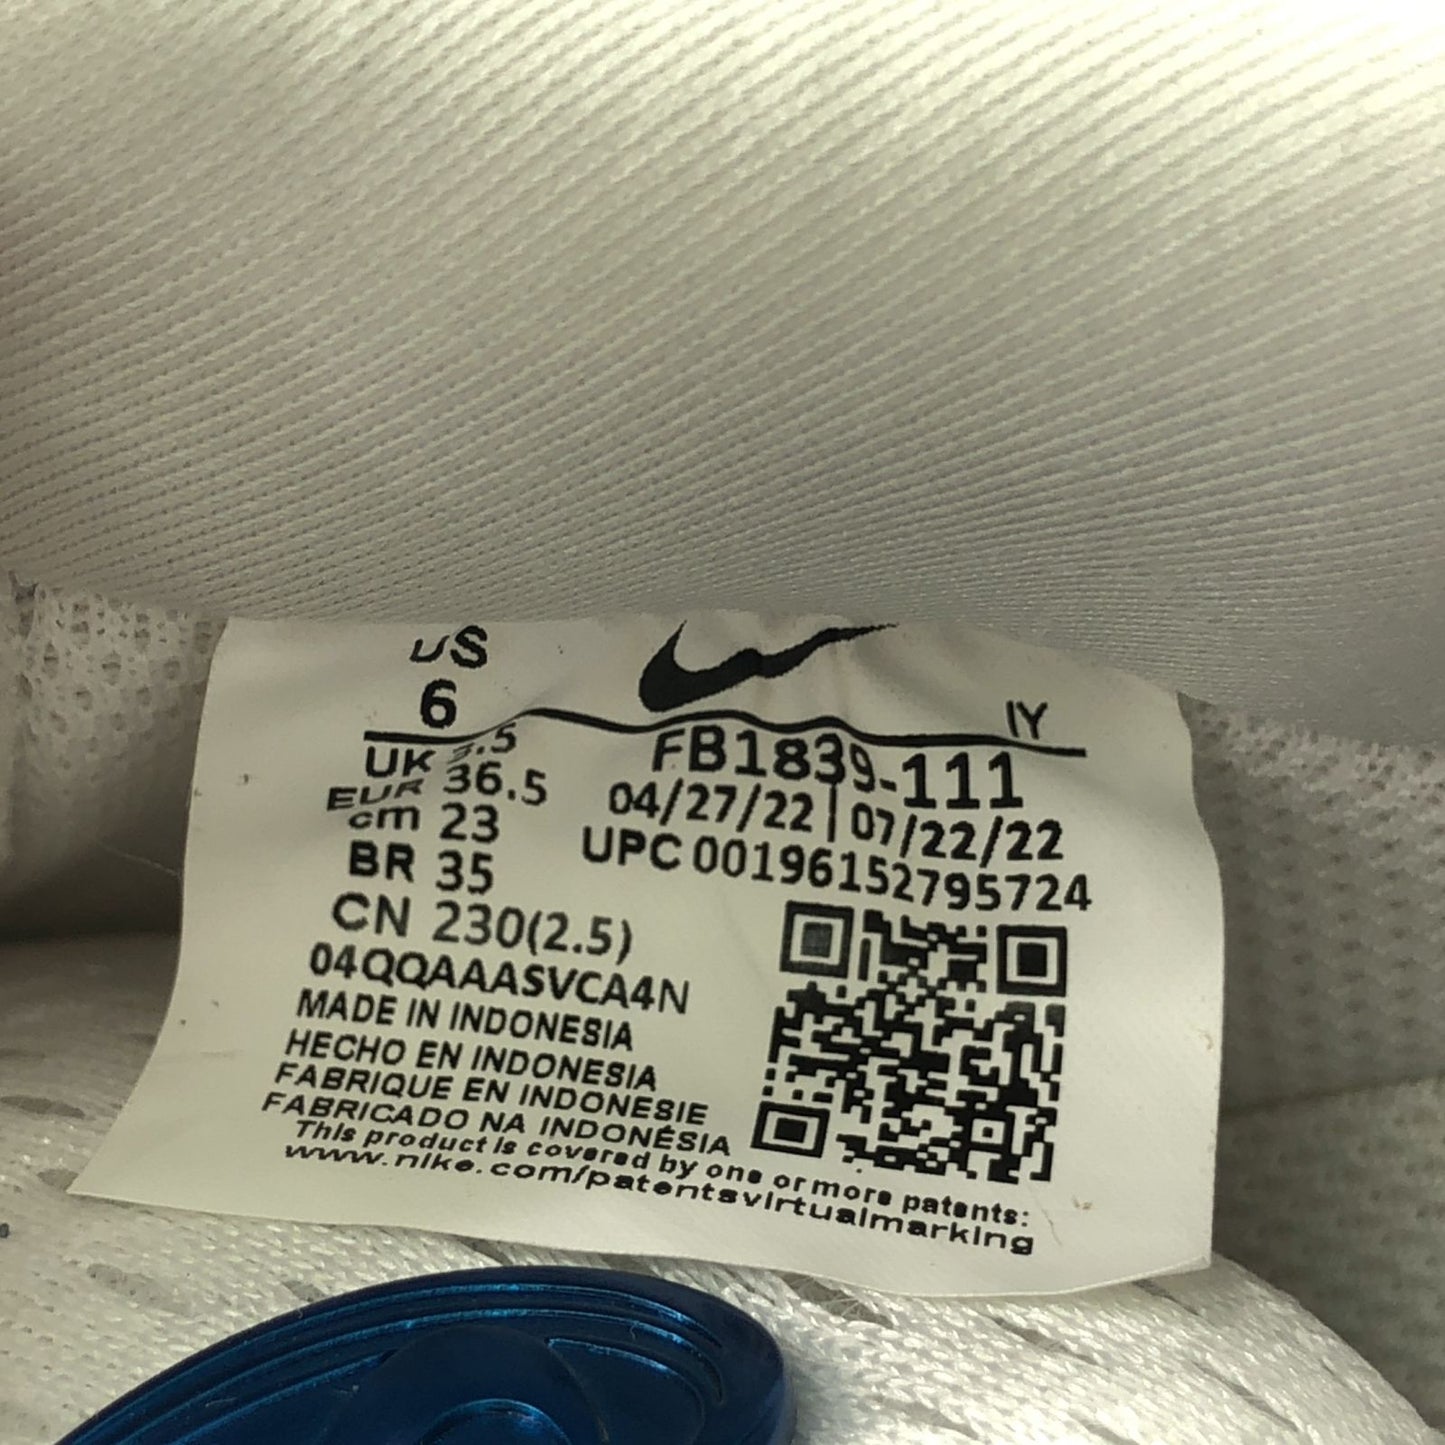 US
6
IY
UK 3.5
FB1839-111
EUR 36.5
04/27/22 | 07/22/22
cm 23
UPC 00196152795724
BR 35
CN 230(2.5)
04QQAAASVCA4N
MADE IN INDONESIA
HECHO EN INDONESIA
FABRIQUE EN INDONESIE
FABRICADO NA INDONÉSIA
This product is covered by one or more patents:
www.nike.com/patentsvirtualmarking